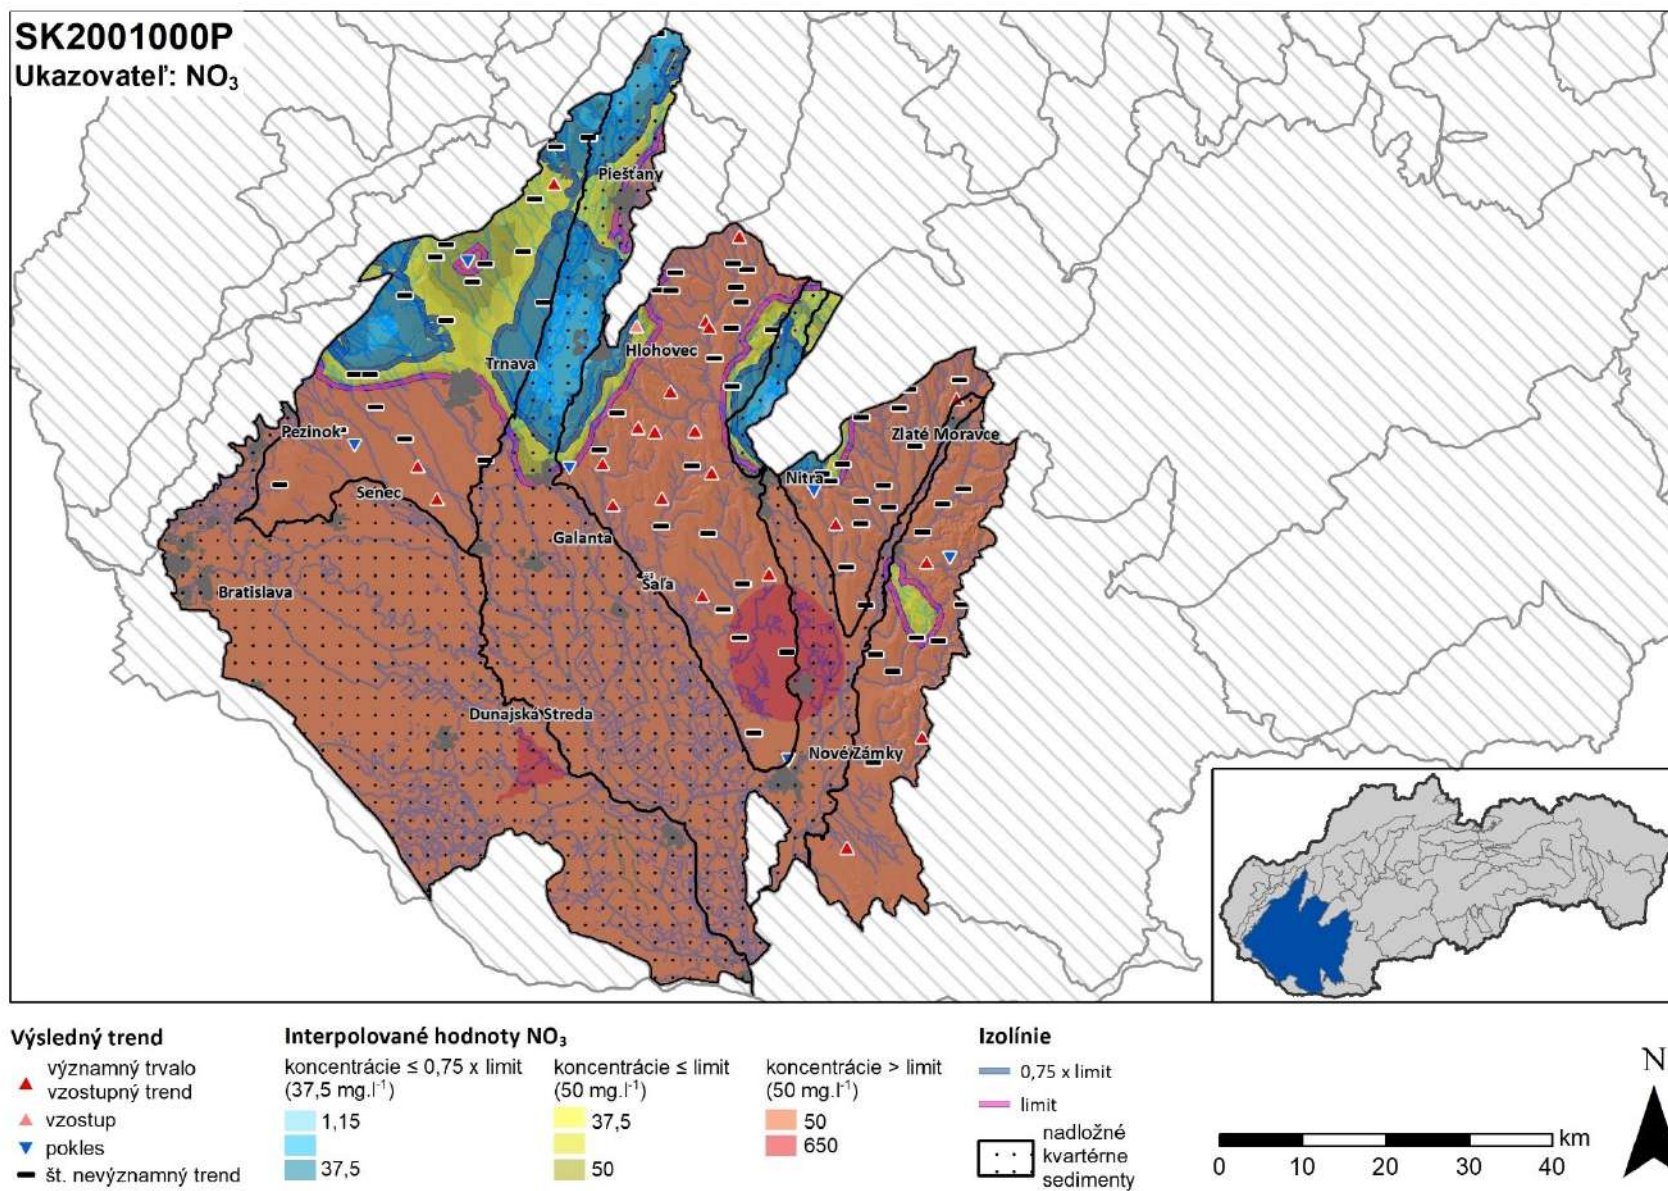 SK2001000P
Ukazovateľ: NO₃
Piešťany
Trnava
Hlohovec
Pezinok
Zlaté Moravce
Nitra
Senec
Galanta
Šaľa
Bratislava
Dunajská Streda
Nové Zámky
Výsledný trend
významný trvalo
vzostupný trend
vzostup
pokles
št. nevýznamný trend
Interpolované hodnoty NO₃
koncentrácie ≤ 0,75 x limit
(37,5 mg.l⁻¹)
1,15
37,5
koncentrácie ≤ limit
(50 mg.l⁻¹)
37,5
50
koncentrácie > limit
(50 mg.l⁻¹)
50
650
Izolínie
0,75 x limit
limit
nadložné
kvartérne
sedimenty
km
0 10 20 30 40
N